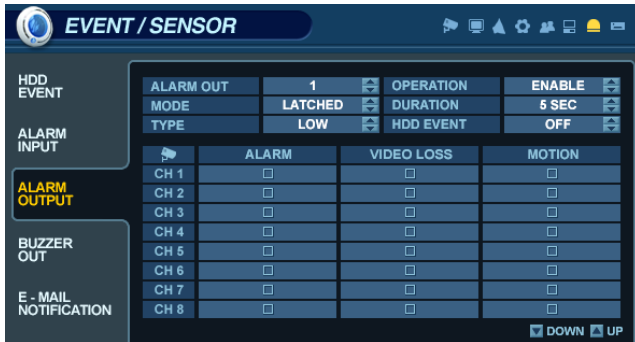 EVENT / SENSOR
HDD
EVENT
ALARM
INPUT
ALARM
OUTPUT
BUZZER
OUT
E - MAIL
NOTIFICATION
ALARM OUT 1 OPERATION ENABLE
MODE LATCHED DURATION 5 SEC
TYPE LOW HDD EVENT OFF
ALARM VIDEO LOSS MOTION
CH 1
CH 2
CH 3
CH 4
CH 5
CH 6
CH 7
CH 8
DOWN UP